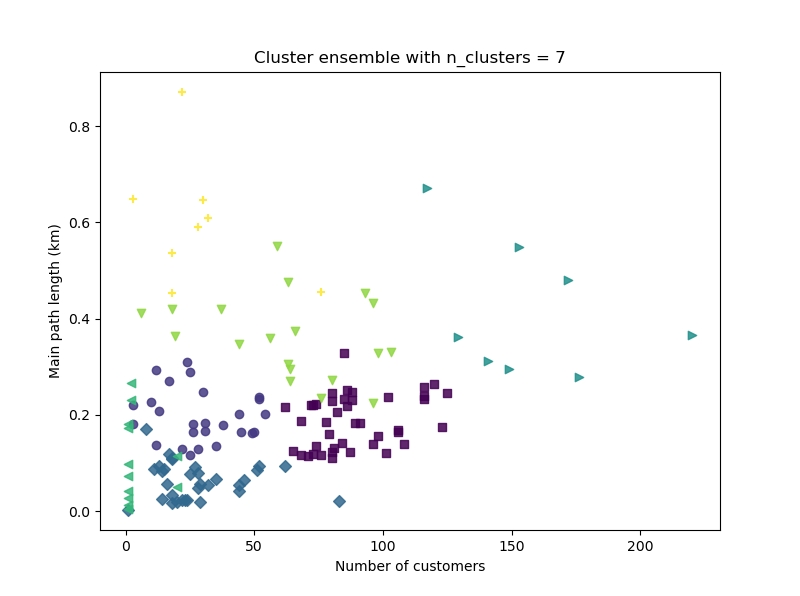 Cluster ensemble with n_clusters = 7
0.8
0.6
0.4
0.2
0.0
Main path length (km)
0 50 100 150 200
Number of customers